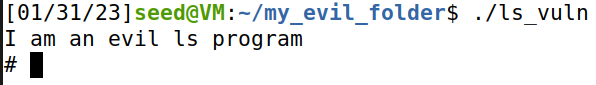 [01/31/23]seed@VM:~/my_evil_folder$ ./ls_vuln
I am an evil ls program
#